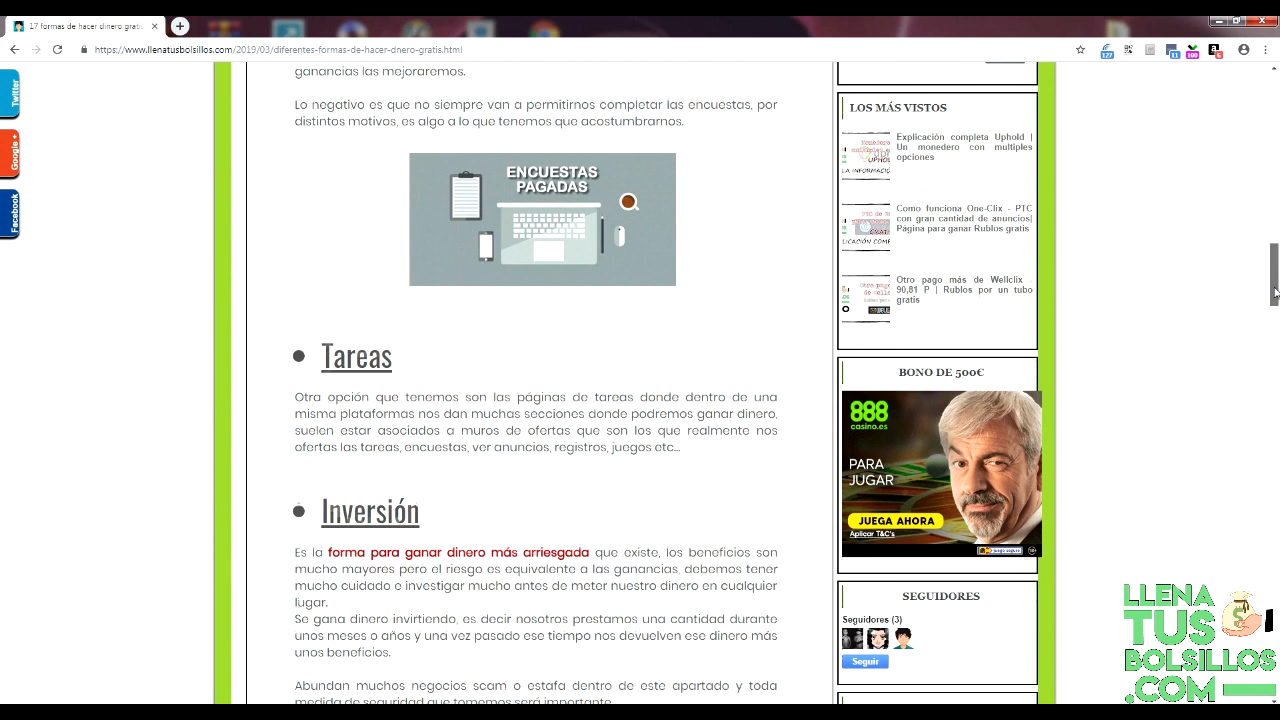 17 formas de hacer dinero gratis
https://www.llenatusbolsillos.com/2019/03/diferentes-formas-de-hacer-dnero-gratis.html
177
11
100
Twitter
Google +
Facebook
ganancias las mejoraremos.
Lo negativo es que no siempre van a permitirnos completar las encuestas, por
distintos motivos, es algo a lo que tenemos que acostumbrarnos.
ENCUESTAS
PAGADAS
Tareas
Otra opción que tenemos son las páginas de tareas donde dentro de una
misma plataformas nos dan muchas secciones donde podremos ganar dinero,
suelen estar asociados a muros de ofertas que son los que realmente nos
ofertas las tareas, encuestas, ver anuncios, registros, juegos etc...
Inversión
Es la forma para ganar dinero más arriesgada que existe, los beneficios son
mucho mayores pero el riesgo es equivalente a las ganancias, debemos tener
mucho cuidado e investigar mucho antes de meter nuestro dinero en cualquier
lugar.
Se gana dinero invirtiendo, es decir nosotros prestamos una cantidad durante
unos meses o años y una vez pasado ese tiempo nos devuelven ese dinero más
unos beneficios.
Abundan muchos negocios scam o estafa dentro de este apartado y toda
medida de seguridad que tomemos será importante
LOS MÁS VISTOS
Explicación completa Uphold |
Un monedero con multiples
opciones
Como funciona One-Clix - PTC
con gran cantidad de anuncios|
Página para ganar Rublos gratis
Otro pago más de Wellclix -
90,81 P | Rublos por un tubo
gratis
BONO DE 500€
888
casino.es
PARA
JUGAR
JUEGA AHORA
Aplicar T&C's
SEGUIDORES
Seguidores (3)
Seguir
LLENA
TUS
BOLSILLOS
.COM